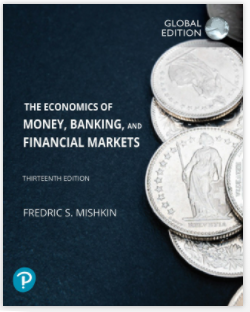 GLOBAL
EDITION
THE ECONOMICS OF
MONEY, BANKING, AND
FINANCIAL MARKETS
THIRTEENTH EDITION
FREDRIC S. MISHKIN
P